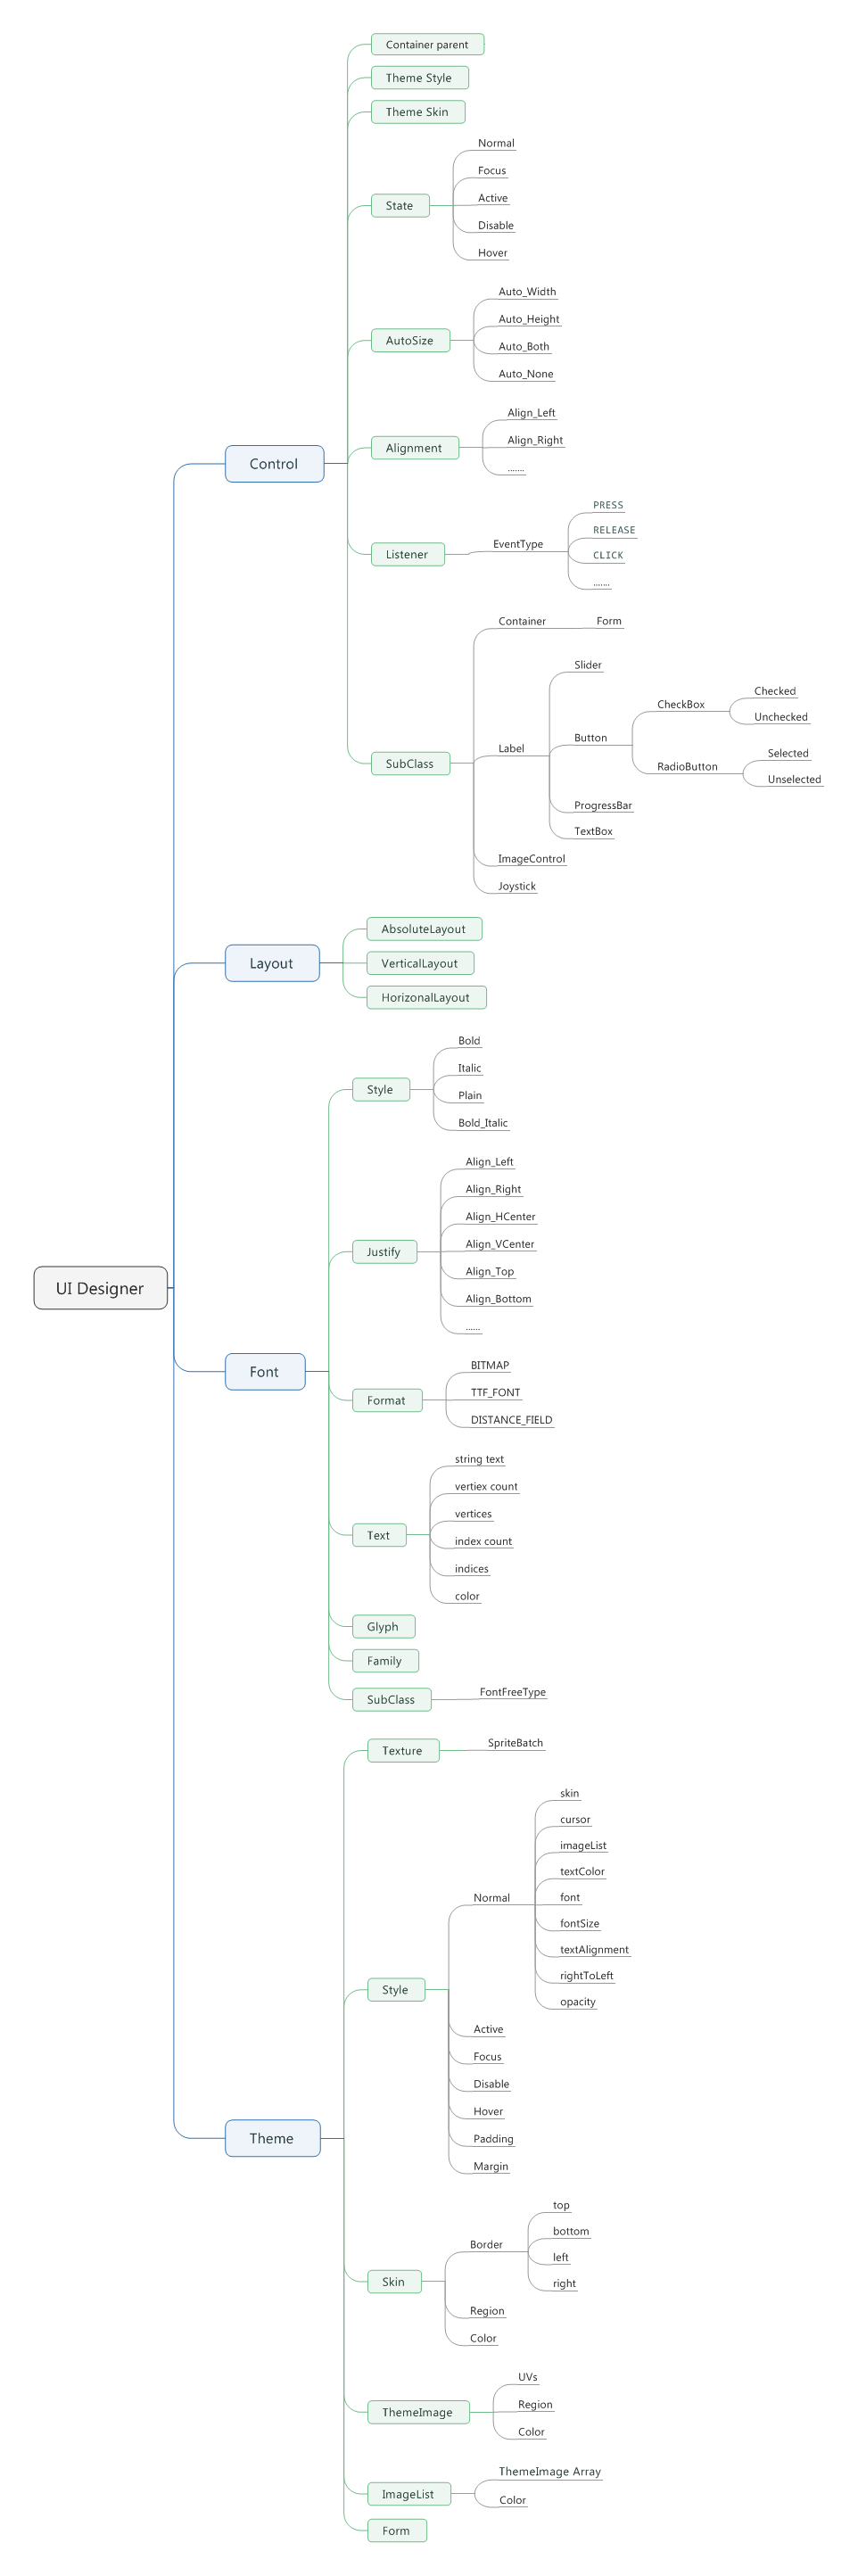 Container parent
Theme Style
Theme Skin
Normal
Focus
State
Active
Disable
Hover
Auto_Width
Auto_Height
AutoSize
Auto_Both
Auto_None
Align_Left
Align_Right
Alignment
.......
Control
PRESS
RELEASE
EventType
Listener
CLICK
.......
Container
Form
Slider
Checked
CheckBox
Unchecked
Button
Label
Selected
RadioButton
Unselected
SubClass
ProgressBar
TextBox
ImageControl
Joystick
AbsoluteLayout
Layout
VerticalLayout
HorizonalLayout
Bold
Italic
Style
Plain
Bold_Italic
Align_Left
Align_Right
Align_HCenter
Align_VCenter
Justify
Align_Top
Align_Bottom
......
UI Designer
Font
BITMAP
TTF_FONT
Format
DISTANCE_FIELD
string text
vertiex count
vertices
Text
index count
indices
color
Glyph
Family
SubClass
FontFreeType
Texture
SpriteBatch
skin
cursor
imageList
textColor
Normal
font
fontSize
textAlignment
rightToLeft
opacity
Style
Active
Focus
Disable
Hover
Padding
Margin
Theme
top
bottom
Border
left
right
Skin
Region
Color
UVs
Region
ThemeImage
Color
ThemeImage Array
ImageList
Color
Form